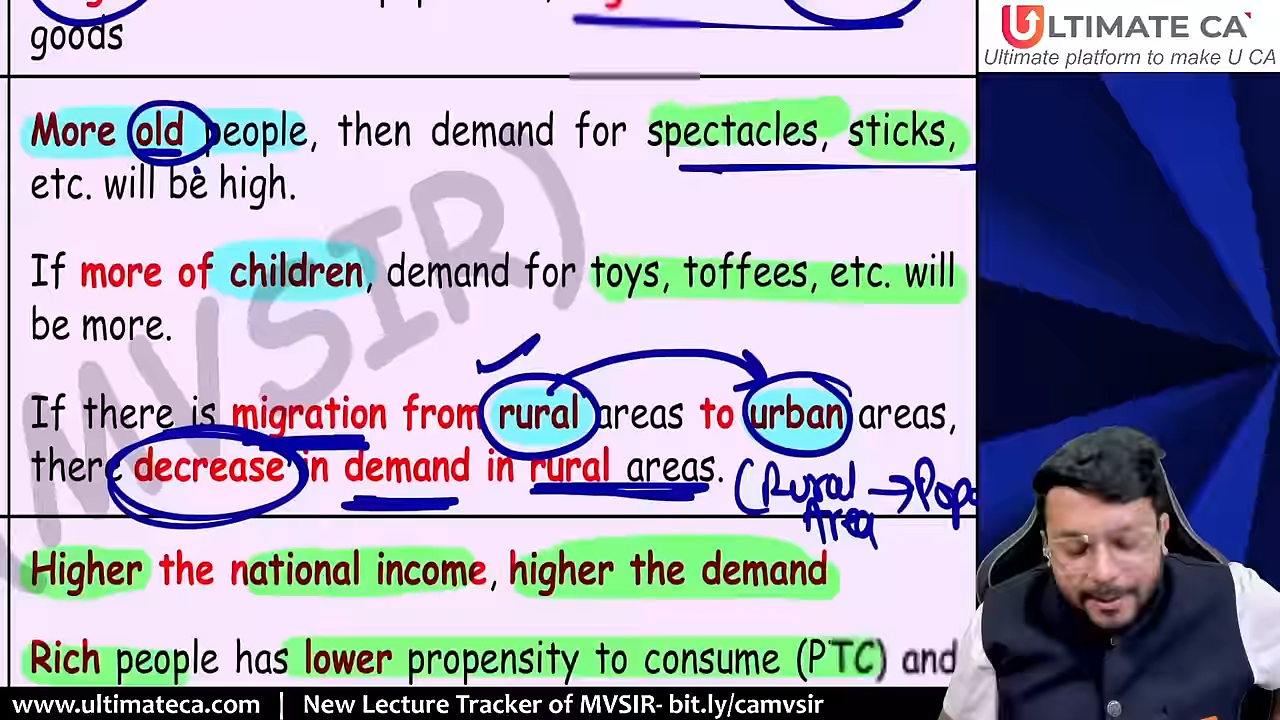 goods
More old people, then demand for spectacles, sticks,
etc. will be high.
If more of children, demand for toys, toffees, etc. will
be more.
If there is migration from rural areas to urban areas,
there decrease in demand in rural areas.
(Rural → Popu
Area
Higher the national income, higher the demand
Rich people has lower propensity to consume (PTC) and
MVSIR)
ULTIMATE CA
Ultimate platform to make U CA
www.ultimateca.com | New Lecture Tracker of MVSIR- bit.ly/camvsir